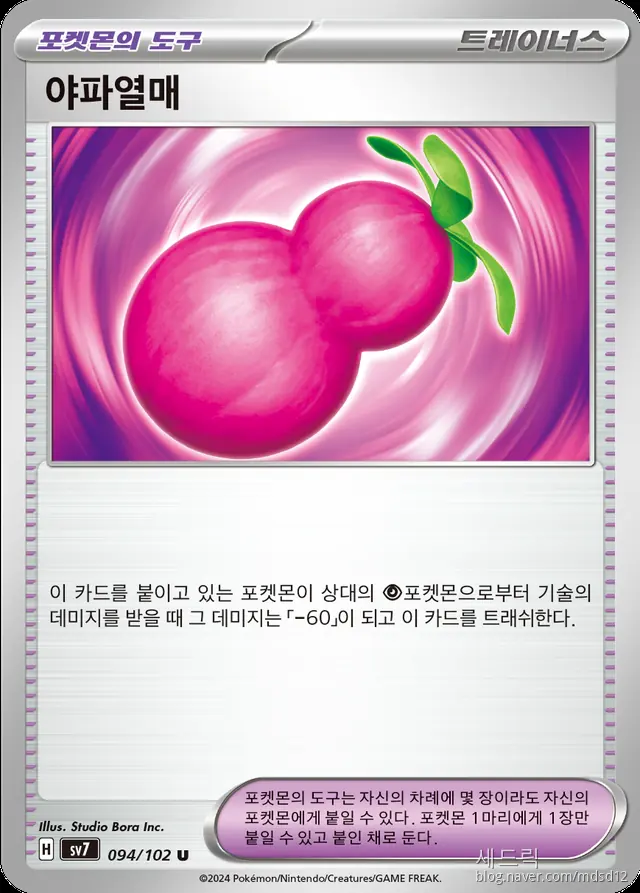 포켓몬의 도구
트레이너스
야파열매
이 카드를 붙이고 있는 포켓몬이 상대의 포켓몬으로부터 기술의
데미지를 받을 때 그 데미지는 「-60」이 되고 이 카드를 트래쉬한다.
포켓몬의 도구는 자신의 차례에 몇 장이라도 자신의
포켓몬에게 붙일 수 있다. 포켓몬 1마리에게 1장만
붙일 수 있고 붙인 채로 둔다.
Illus. Studio Bora Inc.
H sv7 094/102 U
©2024 Pokémon/Nintendo/Creatures/GAME FREAK.
세드릭
blog.naver.com/mdsd12